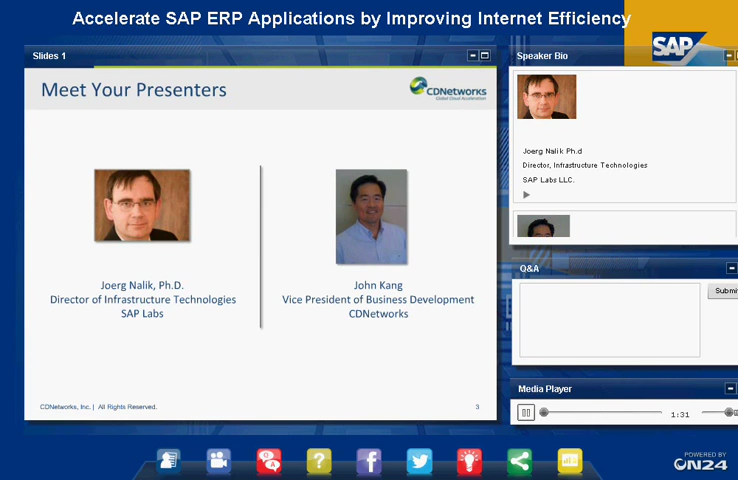 Accelerate SAP ERP Applications by Improving Internet Efficiency
SAP
Slides 1
Meet Your Presenters
CDNetworks
Global Cloud Acceleration
Joerg Nalik, Ph.D.
Director of Infrastructure Technologies
SAP Labs
John Kang
Vice President of Business Development
CDNetworks
CDNetworks, Inc. | All Rights Reserved.
3
Speaker Bio
Joerg Nalik Ph.d
Director, Infrastructure Technologies
SAP Labs LLC.
Q&A
Submi
Media Player
1:31
Q
A
?
f
POWERED BY
ON24